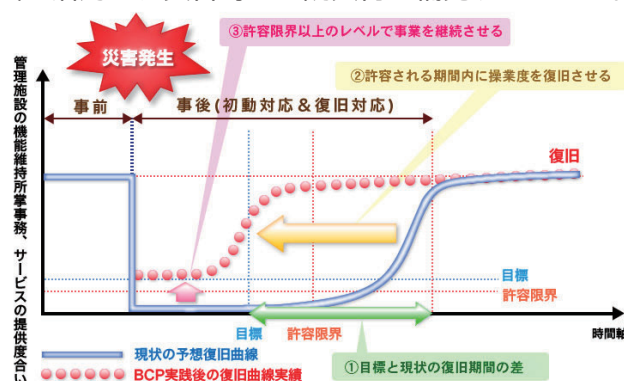 ③許容限界以上のレベルで事業を継続させる
災害発生
②許容される期間内に操業度を復旧させる
事前
事後(初動対応&復旧対応)
管理施設の機能維持所掌事務、サービスの提供度合い
復旧
目標
許容限界
目標
許容限界
時間軸
現状の予想復旧曲線
①目標と現状の復旧期間の差
BCP実践後の復旧曲線実績